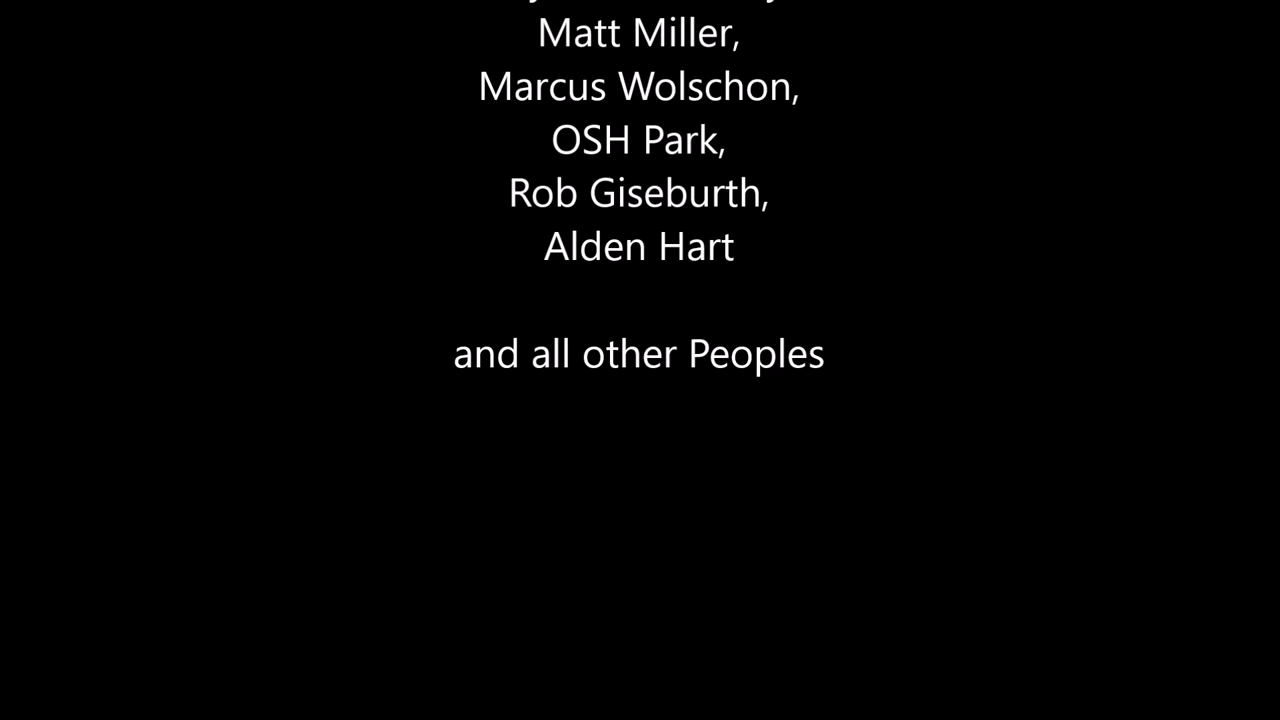 Matt Miller,
Marcus Wolschon,
OSH Park,
Rob Giseburth,
Alden Hart
and all other Peoples